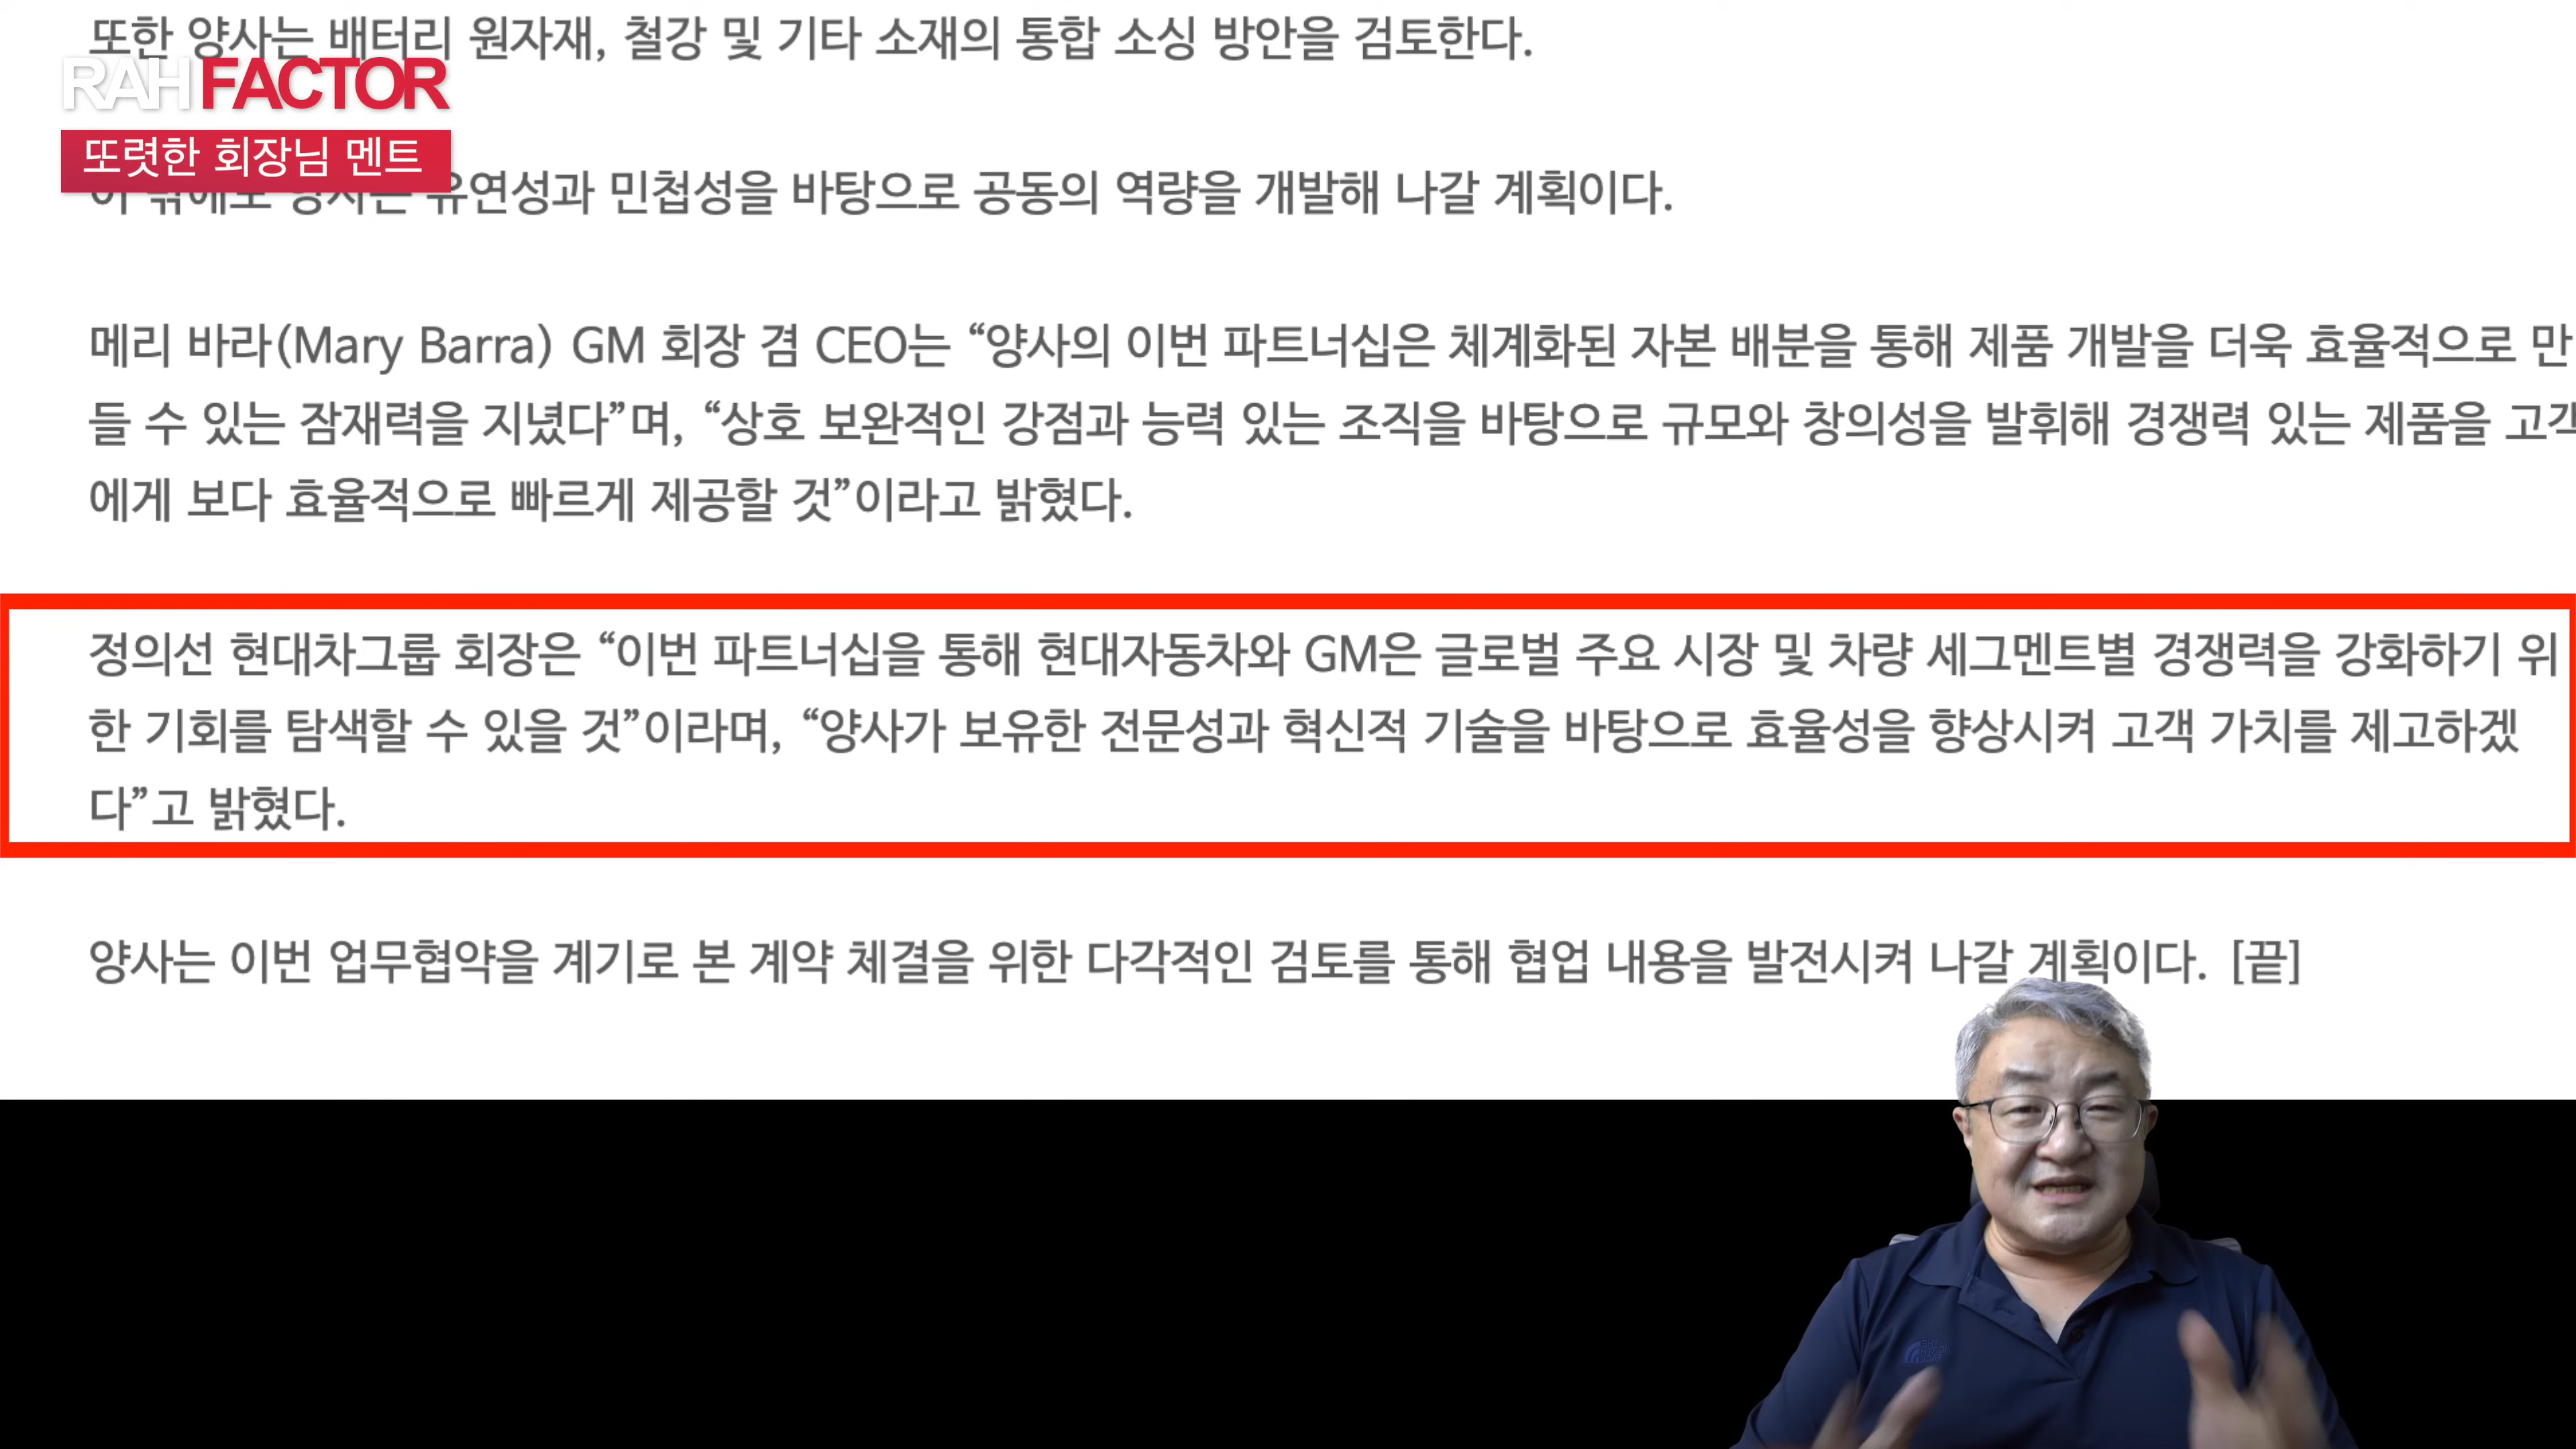 또한 양사는 배터리 원자재, 철강 및 기타 소재의 통합 소싱 방안을 검토한다.
RAH FACTOR
또렷한 회장님 멘트
유연성과 민첩성을 바탕으로 공동의 역량을 개발해 나갈 계획이다.
메리 바라(Mary Barra) GM 회장 겸 CEO는 “양사의 이번 파트너십은 체계화된 자본 배분을 통해 제품 개발을 더욱 효율적으로 만
들 수 있는 잠재력을 지녔다”며, “상호 보완적인 강점과 능력 있는 조직을 바탕으로 규모와 창의성을 발휘해 경쟁력 있는 제품을 고객
에게 보다 효율적으로 빠르게 제공할 것”이라고 밝혔다.
정의선 현대차그룹 회장은 “이번 파트너십을 통해 현대자동차와 GM은 글로벌 주요 시장 및 차량 세그멘트별 경쟁력을 강화하기 위
한 기회를 탐색할 수 있을 것”이라며, “양사가 보유한 전문성과 혁신적 기술을 바탕으로 효율성을 향상시켜 고객 가치를 제고하겠
다”고 밝혔다.
양사는 이번 업무협약을 계기로 본 계약 체결을 위한 다각적인 검토를 통해 협업 내용을 발전시켜 나갈 계획이다. [끝]